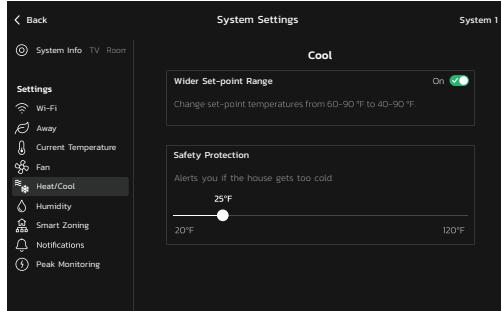 Back
System Settings
System 1
System Info TV Room
Cool
Settings
Wi-Fi
Away
Current Temperature
Fan
Heat/Cool
Humidity
Smart Zoning
Notifications
Peak Monitoring
Wider Set-point Range
On
Change set-point temperatures from 60-90 °F to 40-90 °F.
Safety Protection
Alerts you if the house gets too cold.
25°F
20°F
120°F